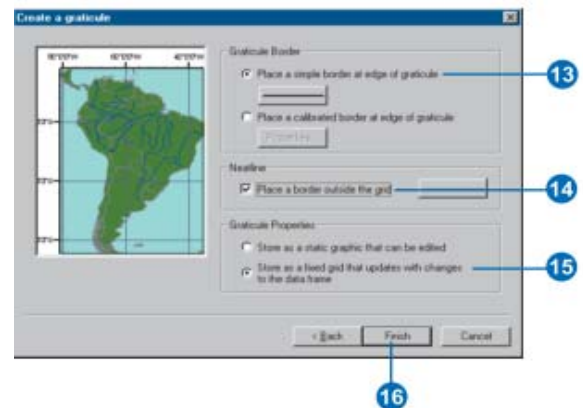 Create a graticule
Graticule Border
Place a simple border at edge of graticule
13
Place a calibrated border at edge of graticule
Properties
Neatline
Place a border outside the grid
14
Graticule Properties
Store as a static graphic that can be edited
Store as a fixed grid that updates with changes
to the data frame
15
< Back
Finish
Cancel
16